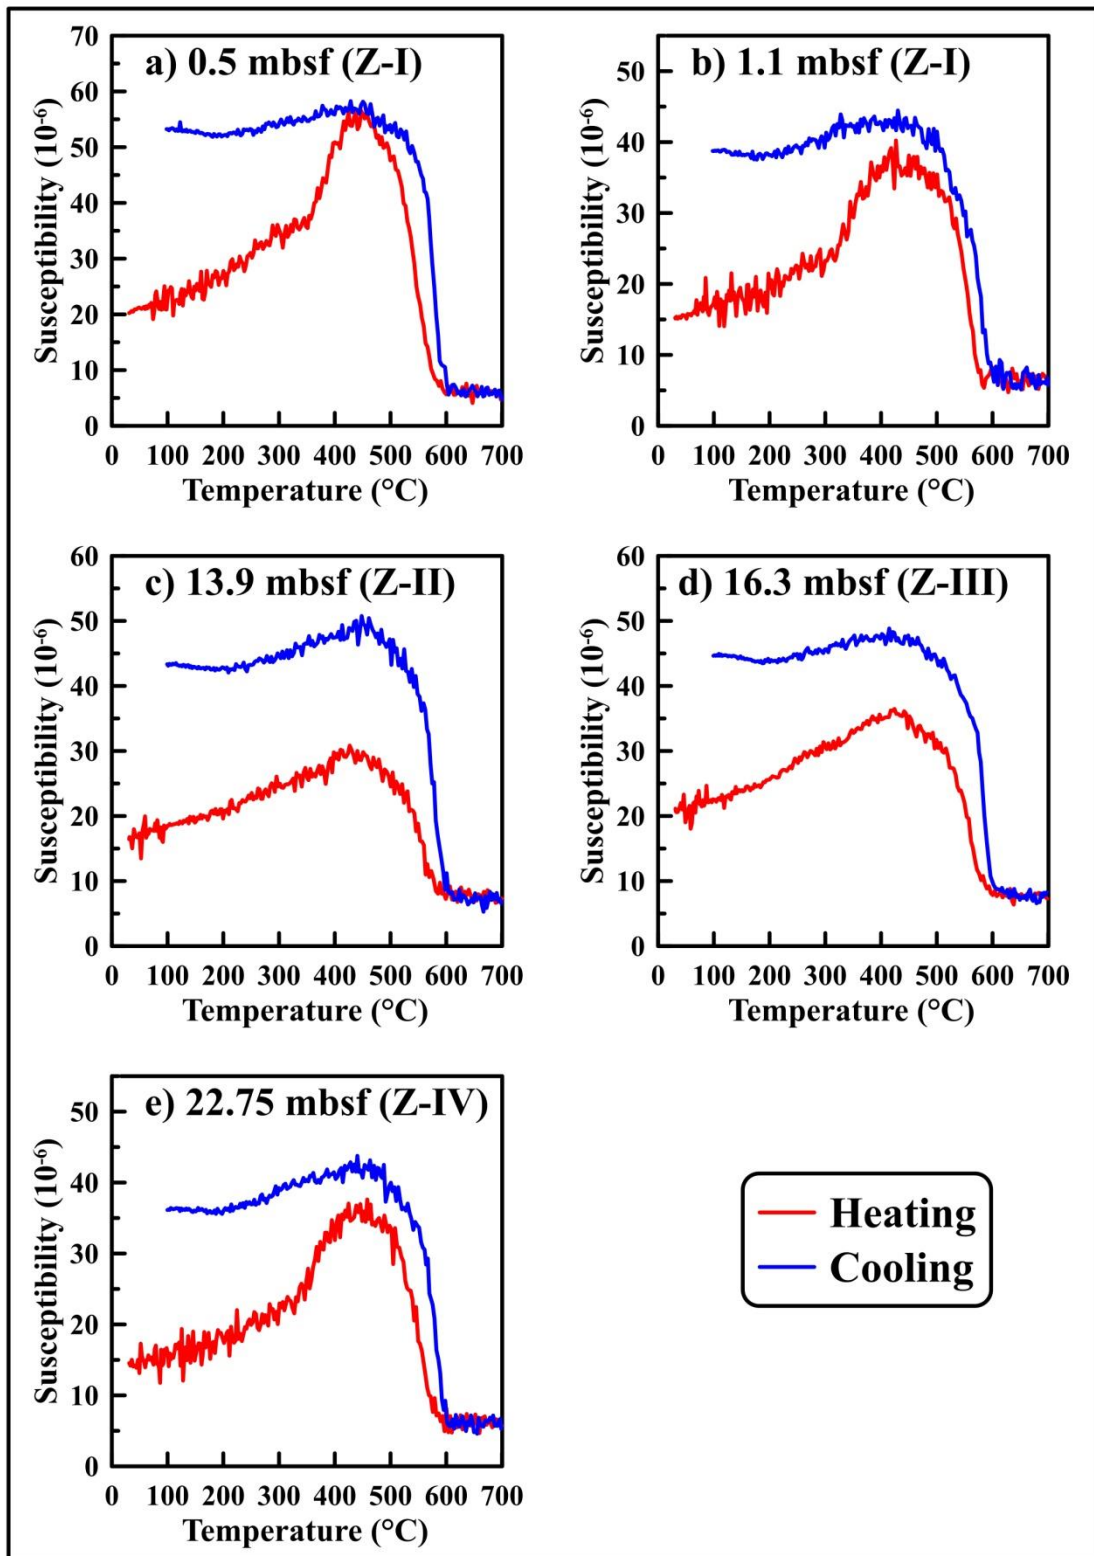 a) 0.5 mbsf (Z-I)
70
60
50
40
30
20
10
0
Susceptibility (10-6)
0 100 200 300 400 500 600 700
Temperature (°C)
b) 1.1 mbsf (Z-I)
50
40
30
20
10
0
Susceptibility (10-6)
0 100 200 300 400 500 600 700
Temperature (°C)
c) 13.9 mbsf (Z-II)
60
50
40
30
20
10
0
Susceptibility (10-6)
0 100 200 300 400 500 600 700
Temperature (°C)
d) 16.3 mbsf (Z-III)
60
50
40
30
20
10
0
Susceptibility (10-6)
0 100 200 300 400 500 600 700
Temperature (°C)
e) 22.75 mbsf (Z-IV)
50
40
30
20
10
0
Susceptibility (10-6)
0 100 200 300 400 500 600 700
Temperature (°C)
Heating
Cooling